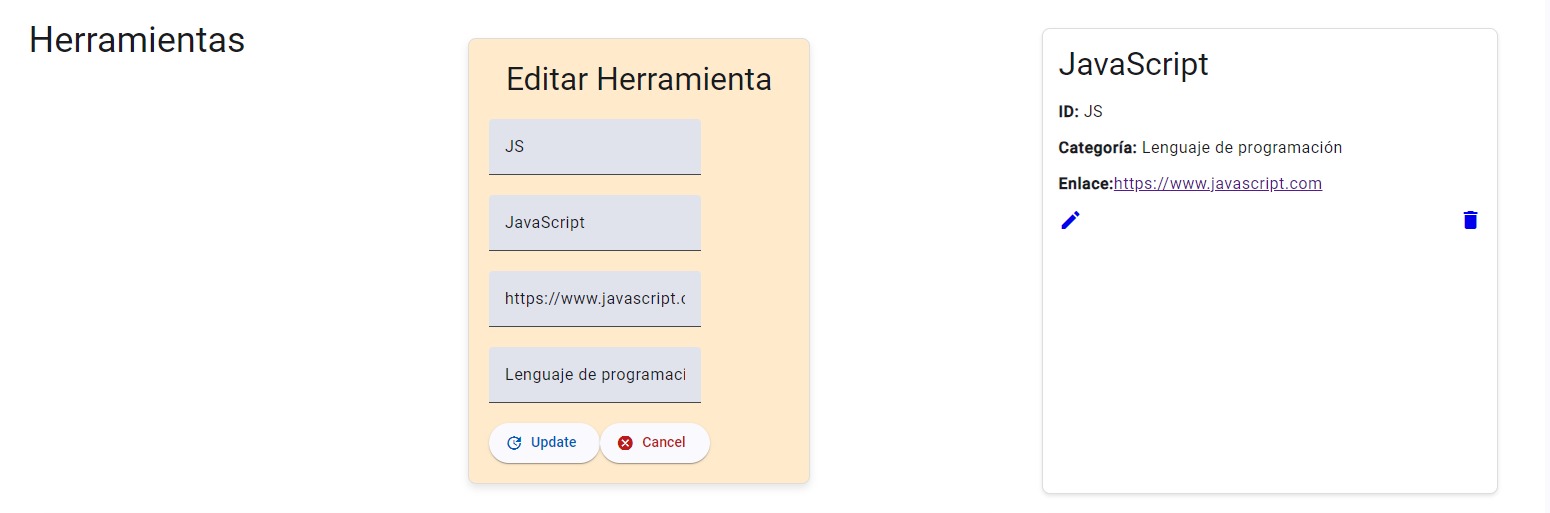 Herramientas
Editar Herramienta
JS
JavaScript
https://www.javascript.c
Lenguaje de programaci
Update
Cancel
JavaScript
ID: JS
Categoría: Lenguaje de programación
Enlace:https://www.javascript.com